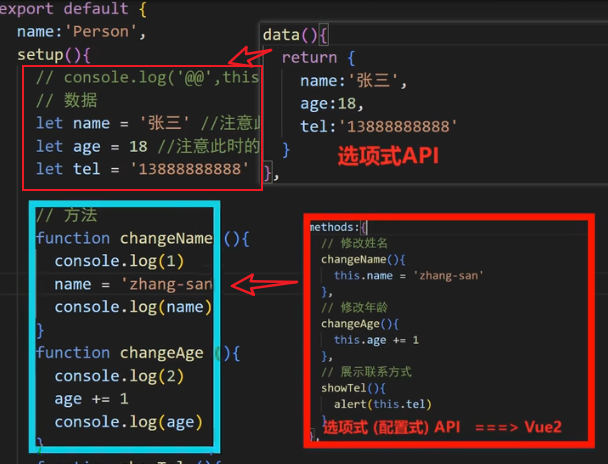 export default {
name:'Person',
setup(){
// console.log('@@',this
// 数据
let name = '张三' //注意此
let age = 18 //注意此时的
let tel = '13888888888'
// 方法
function changeName (){
console.log(1)
name = 'zhang-san
console.log(name)
}
function changeAge (){
console.log(2)
age += 1
console.log(age)
}
data(){
return {
name:'张三',
age:18,
tel:'13888888888'
}
},
选项式API
methods:{
// 修改姓名
changeName(){
this.name = 'zhang-san'
},
// 修改年龄
changeAge(){
this.age += 1
},
// 展示联系方式
showTel(){
alert(this.tel)
}
},
选项式 (配置式) API ===> Vue2